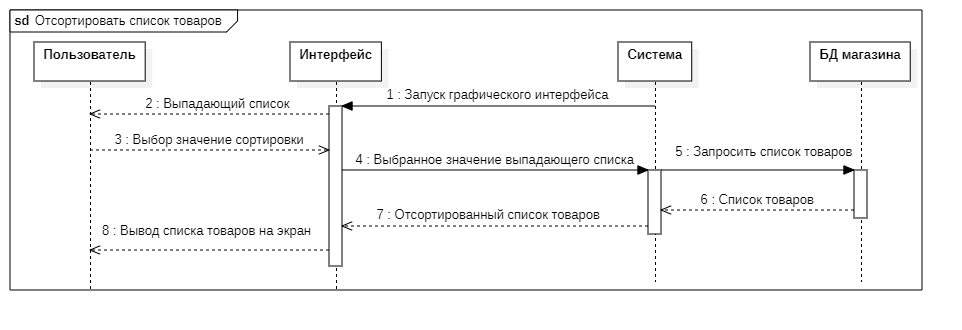 sd Отсортировать список товаров
Пользователь
Интерфейс
Система
БД магазина
1 : Запуск графического интерфейса
2 : Выпадающий список
3 : Выбор значение сортировки
4 : Выбранное значение выпадающего списка
5 : Запросить список товаров
6 : Список товаров
7 : Отсортированный список товаров
8 : Вывод списка товаров на экран